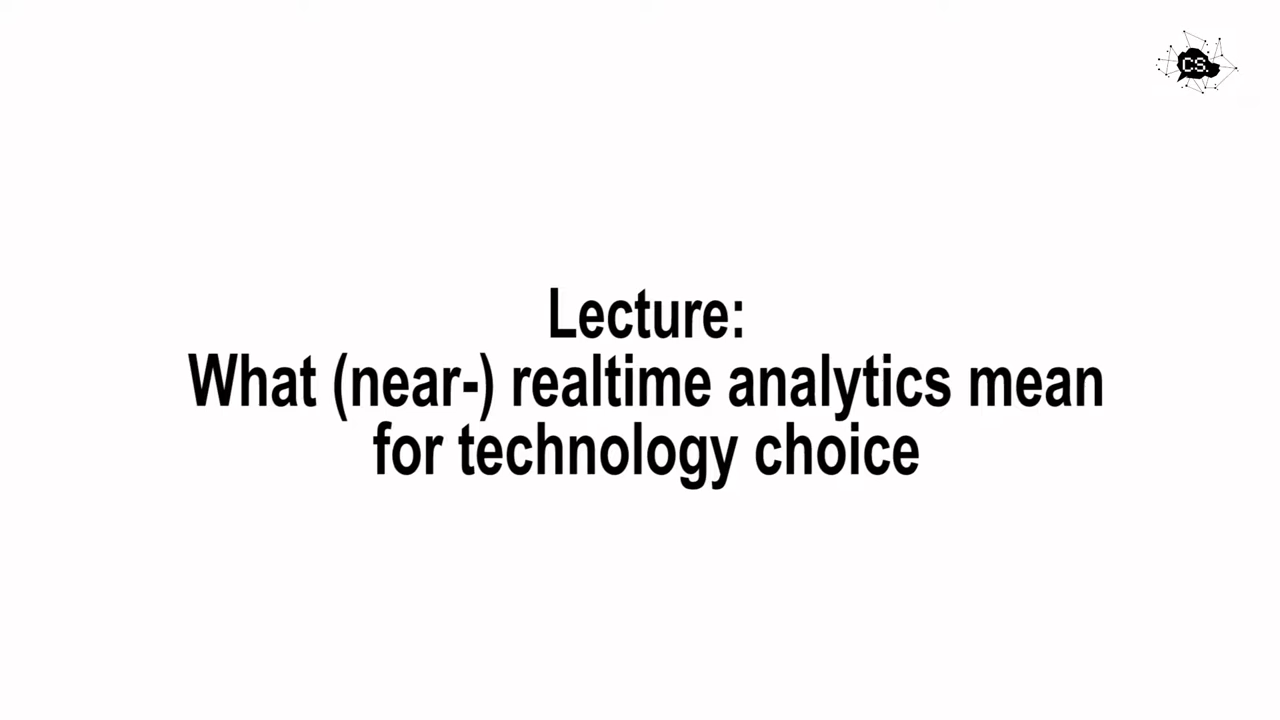 CS.
Lecture:
What (near-) realtime analytics mean
for technology choice